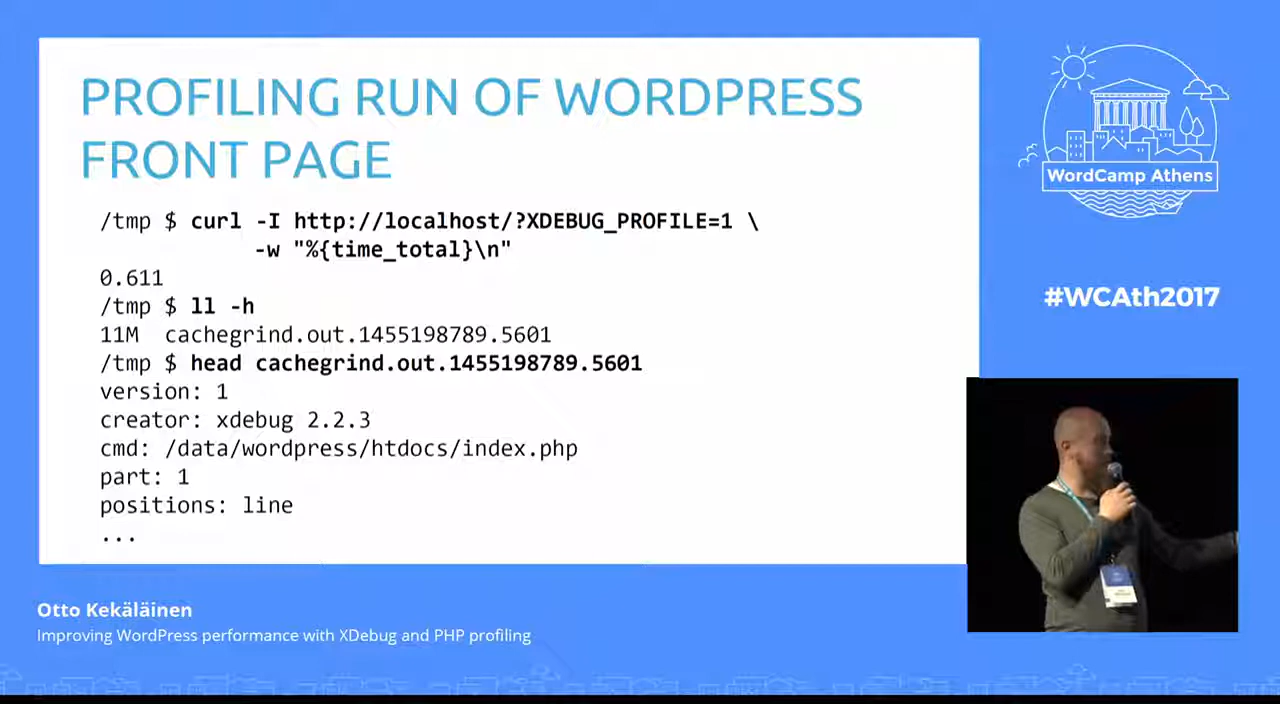 PROFILING RUN OF WORDPRESS
FRONT PAGE
/tmp $ curl -I http://localhost/?XDEBUG_PROFILE=1 \
-w "%{time_total}\n"
0.611
/tmp $ ll -h
11M  cachegrind.out.1455198789.5601
/tmp $ head cachegrind.out.1455198789.5601
version: 1
creator: xdebug 2.2.3
cmd: /data/wordpress/htdocs/index.php
part: 1
positions: line
...
WordCamp Athens
#WCAth2017
Otto Kekäläinen
Improving WordPress performance with XDebug and PHP profiling